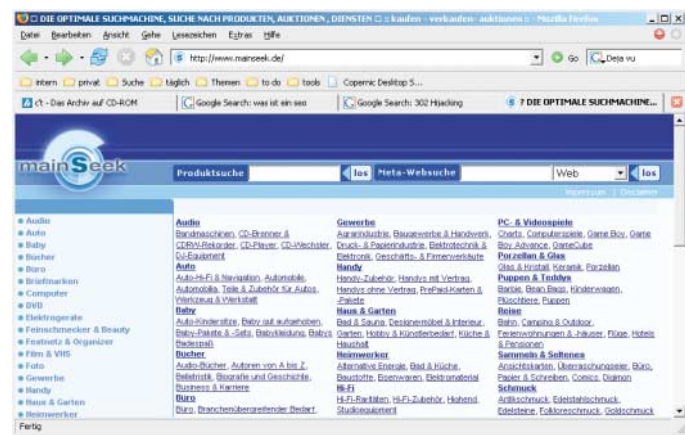 DIE OPTIMALE SUCHMACHINE, SUCHE NACH PRODUKTEN, AUKTIONEN, DIENSTEN :: kaufen - verkaufen - auktionen :: - Mozilla Firefox
Datei Bearbeiten Ansicht Gehe Lesezeichen Extras Hilfe
http://www.mainseek.de/ Go Deja vu
intern privat Suche täglich Themen to do tools Copernic Desktop S...
c't - Das Archiv auf CD-ROM Google Search: was ist ein seo Google Search: 302 Hijacking ? DIE OPTIMALE SUCHMACHINE...
mainSeek
Produktsuche los Meta-Websuche Web los
Impressum | Disclaimer
Audio
Auto
Baby
Bücher
Büro
Briefmarken
Computer
DVD
Elektrogeräte
Feinschmecker & Beauty
Festnetz & Organizer
Film & VHS
Foto
Gewerbe
Handy
Haus & Garten
Heimwerker
Audio
Bandmaschinen, CD-Brenner &
CDRW-Rekorder, CD-Player, CD-Wechsler,
DJ-Equipment
Auto
Auto-Hi-Fi & Navigation, Automobile,
Automobilia, Teile & Zubehör für Autos,
Werkzeug & Werkstatt
Baby
Auto-Kindersitze, Baby gut aufgehoben,
Baby-Pakete & -Sets, Babykleidung, Babys
Badespaß
Bücher
Audio-Bücher, Autoren von A bis Z,
Belletristik, Biografie und Geschichte,
Business & Karriere
Büro
Büro, Branchenübergreifender Bedarf,
Gewerbe
Agrarindustrie, Baugewerbe & Handwerk,
Druck- & Papierindustrie, Elektrotechnik &
Elektronik, Geschäfts- & Firmenverkäufe
Handy
Handy-Zubehör, Handys mit Vertrag,
Handys ohne Vertrag, PrePaid-Karten &
-Pakete
Haus & Garten
Bad & Sauna, Designermöbel & Interieur,
Garten, Hobby & Künstlerbedarf, Küche &
Haushalt
Heimwerker
Alternative Energie, Bad & Küche,
Baustoffe, Eisenwaren, Elektromaterial
Hi-Fi
Hi-Fi-Raritäten, Hi-Fi-Zubehör, Highend,
Studioequipment
PC- & Videospiele
Charts, Computerspiele, Game Boy, Game
Boy Advance, GameCube
Porzellan & Glas
Glas & Kristall, Keramik, Porzellan
Puppen & Teddys
Barbie, Bean Bags, Kinderwagen,
Plüschtiere, Puppen
Reise
Bahn, Camping & Outdoor,
Ferienwohnungen & -häuser, Flüge, Hotels
& Pensionen
Sammeln & Seltenes
Ansichtskarten, Überraschungseier, Büro,
Papier & Schreiben, Comics, Digimon
Schmuck
Antikschmuck, Edelstahlschmuck,
Edelsteine, Folkloreschmuck, Goldschmuck
Fertig